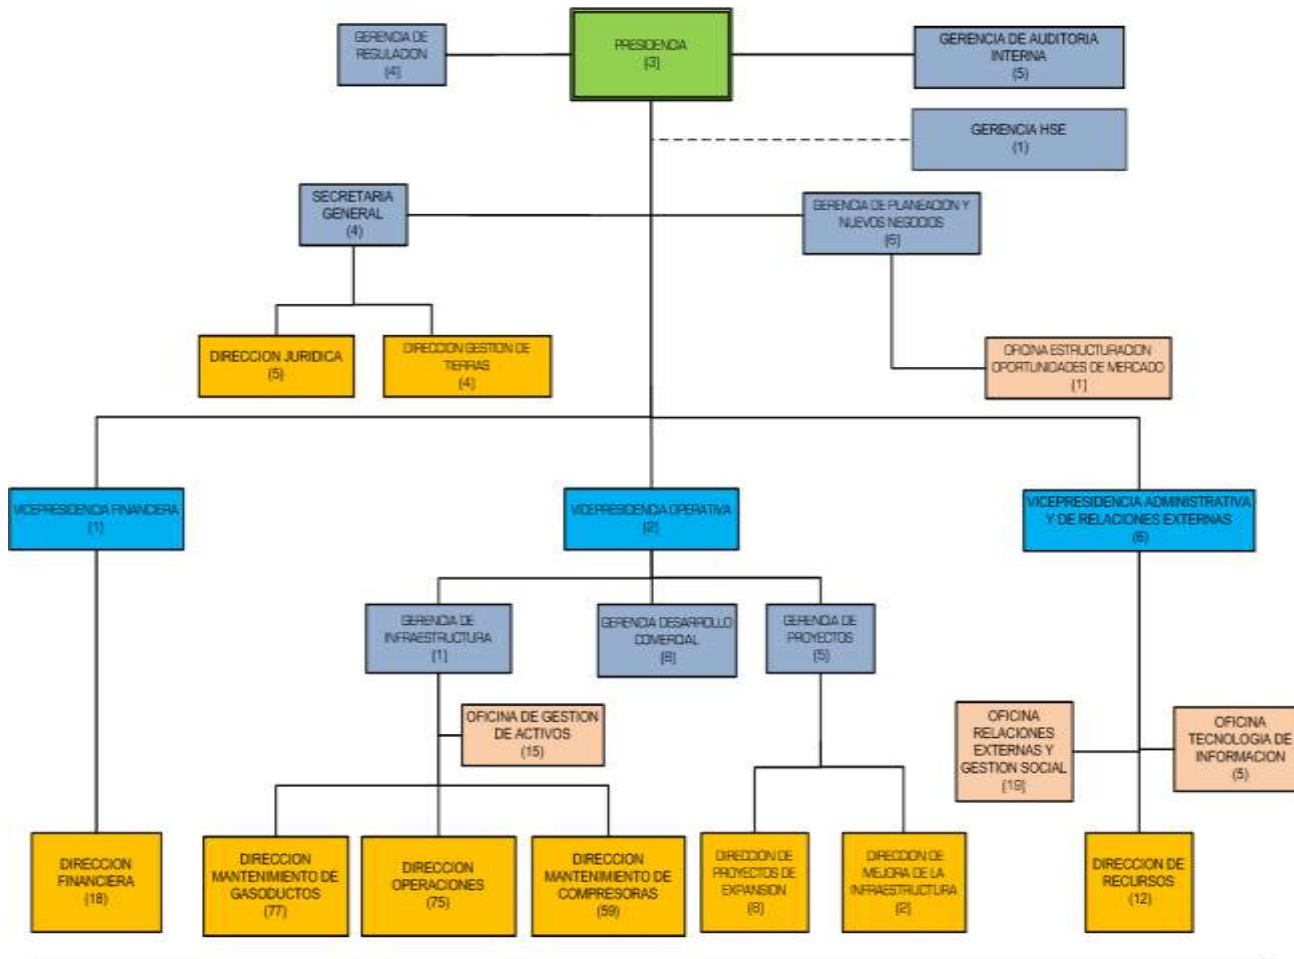 GERENCIA DE
REGULACION
(4)
PRESIDENCIA
(3)
GERENCIA DE AUDITORIA
INTERNA
(5)
GERENCIA HSE
(1)
SECRETARIA
GENERAL
(4)
GERENCIA DE PLANEACION Y
NUEVOS NEGOCIOS
(6)
DIRECCION JURIDICA
(5)
DIRECCION GESTION DE
TIERRAS
(4)
OFICINA ESTRUCTURACION
OPORTUNIDADES DE MERCADO
(1)
VICEPRESIDENCIA FINANCIERA
(1)
VICEPRESIDENCIA OPERATIVA
(2)
VICEPRESIDENCIA ADMINISTRATIVA
Y DE RELACIONES EXTERNAS
(6)
GERENCIA DE
INFRAESTRUCTURA
(1)
GERENCIA DESARROLLO
COMERCIAL
(8)
GERENCIA DE
PROYECTOS
(5)
OFICINA DE GESTION
DE ACTIVOS
(15)
OFICINA
RELACIONES
EXTERNAS Y
GESTION SOCIAL
(19)
OFICINA
TECNOLOGIA DE
INFORMACION
(5)
DIRECCION
FINANCIERA
(18)
DIRECCION
MANTENIMIENTO DE
GASODUCTOS
(77)
DIRECCION
OPERACIONES
(75)
DIRECCION
MANTENIMIENTO DE
COMPRESORAS
(59)
DIRECCION DE
PROYECTOS DE
EXPANSION
(8)
DIRECCION DE
MEJORA DE LA
INFRAESTRUCTURA
(2)
DIRECCION DE
RECURSOS
(12)